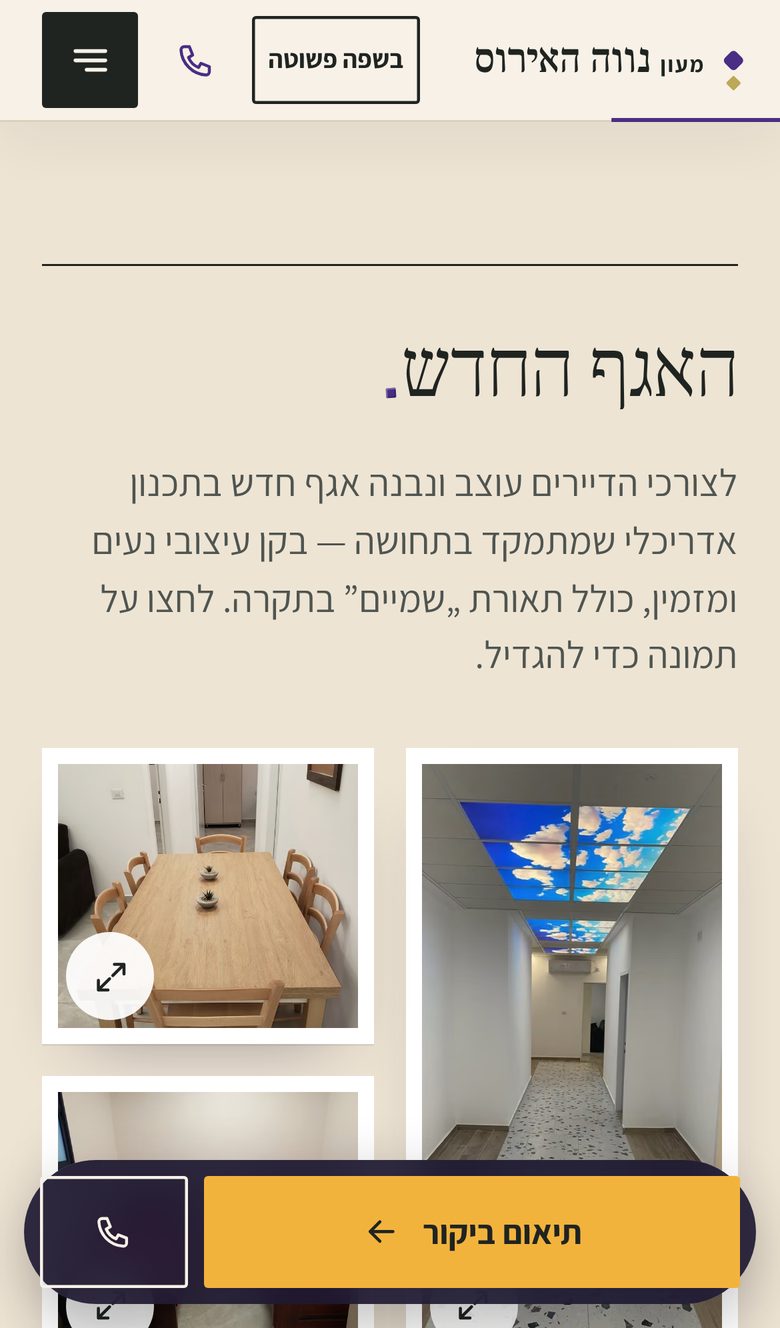 מעון נווה האירוס
בשפה פשוטה
האגף החדש.
לצורכי הדיירים עוצב ונבנה אגף חדש בתכנון
אדריכלי שמתמקד בתחושה — בקן עיצובי נעים
ומזמין, כולל תאורת „שמיים” בתקרה. לחצו על
תמונה כדי להגדיל.
תיאום ביקור ←